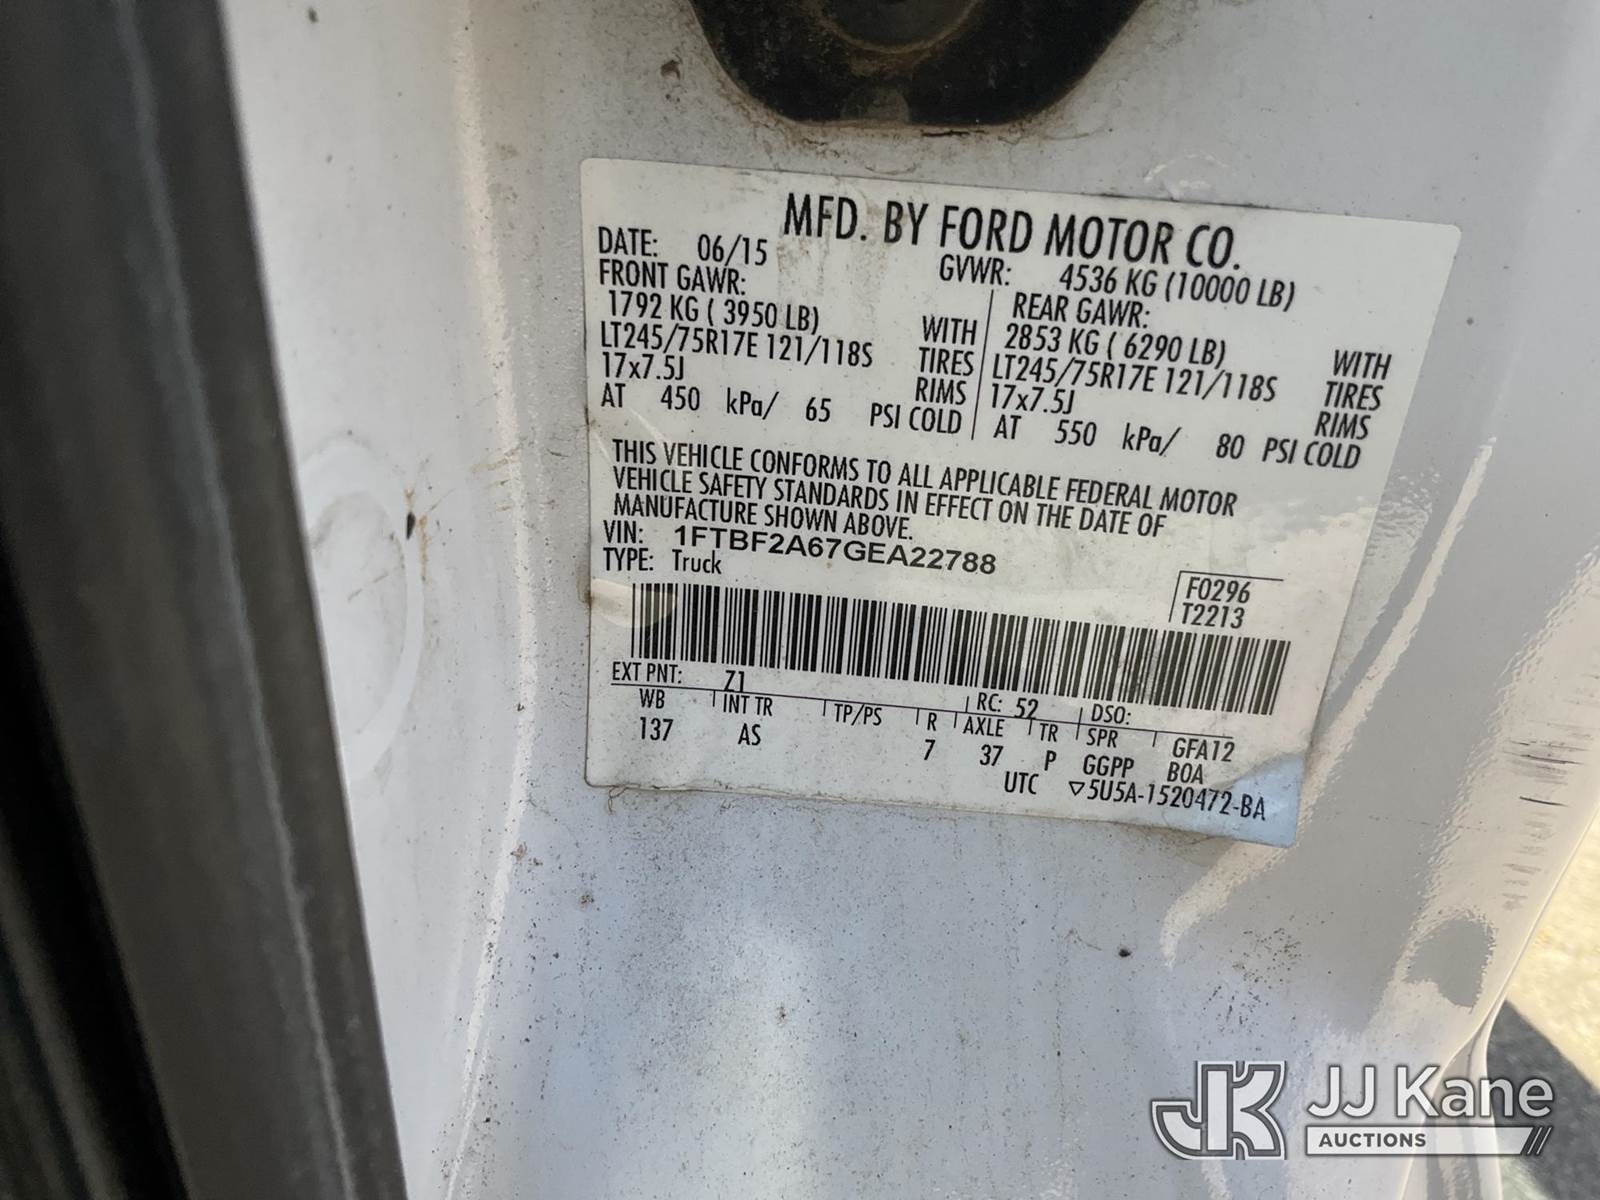 MFD. BY FORD MOTOR CO.
DATE: 06/15 GVWR: 4536 KG (10000 LB)
FRONT GAWR: REAR GAWR:
1792 KG ( 3950 LB) WITH 2853 KG ( 6290 LB) WITH
LT245/75R17E 121/118S TIRES LT245/75R17E 121/118S TIRES
17x7.5J RIMS 17x7.5J RIMS
AT 450 kPa/ 65 PSI COLD AT 550 kPa/ 80 PSI COLD
THIS VEHICLE CONFORMS TO ALL APPLICABLE FEDERAL MOTOR
VEHICLE SAFETY STANDARDS IN EFFECT ON THE DATE OF
MANUFACTURE SHOWN ABOVE.
VIN: 1FTBF2A67GEA22788
TYPE: Truck
F0296
T2213
EXT PNT: Z1 RC: 52 DSO:
WB INT TR TP/PS R AXLE TR SPR GFA12
137 AS 7 37 P GGPP BOA
UTC ▽5U5A-1520472-BA
JK JJ Kane
AUCTIONS